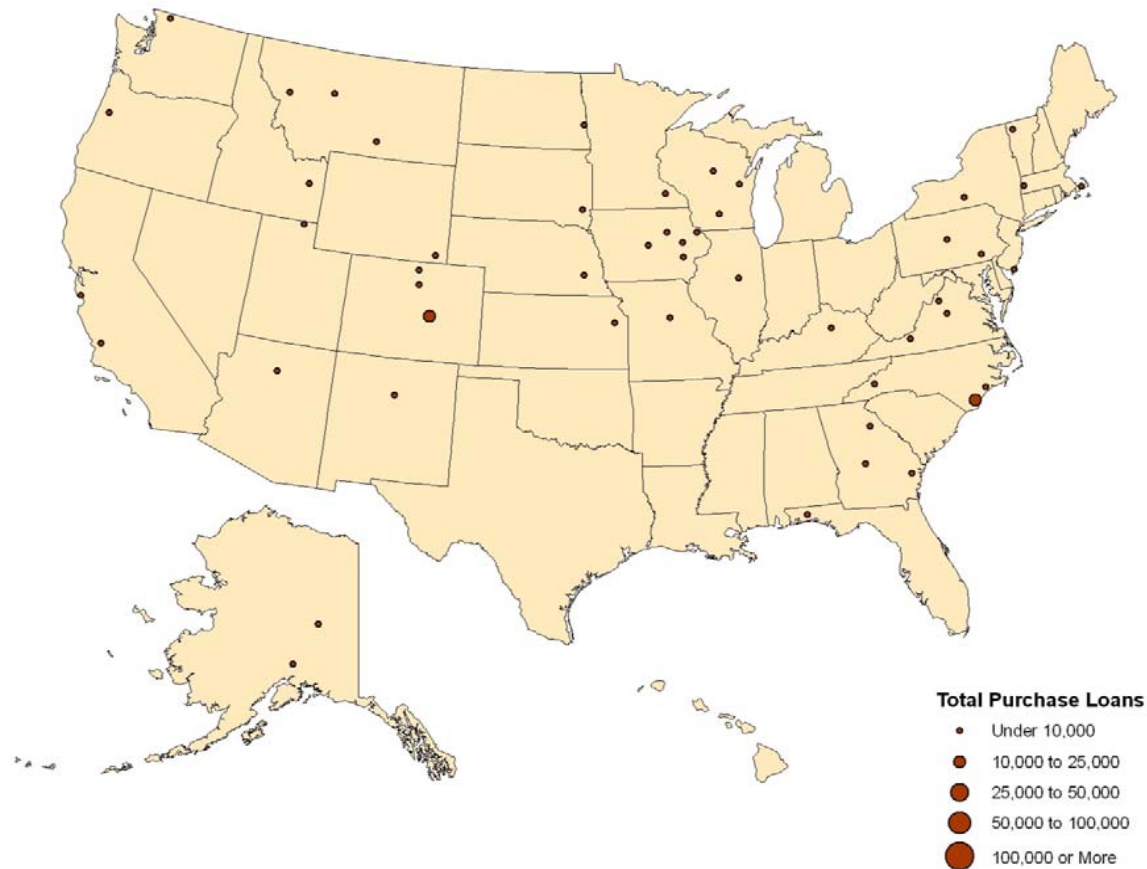 Total Purchase Loans
Under 10,000
10,000 to 25,000
25,000 to 50,000
50,000 to 100,000
100,000 or More